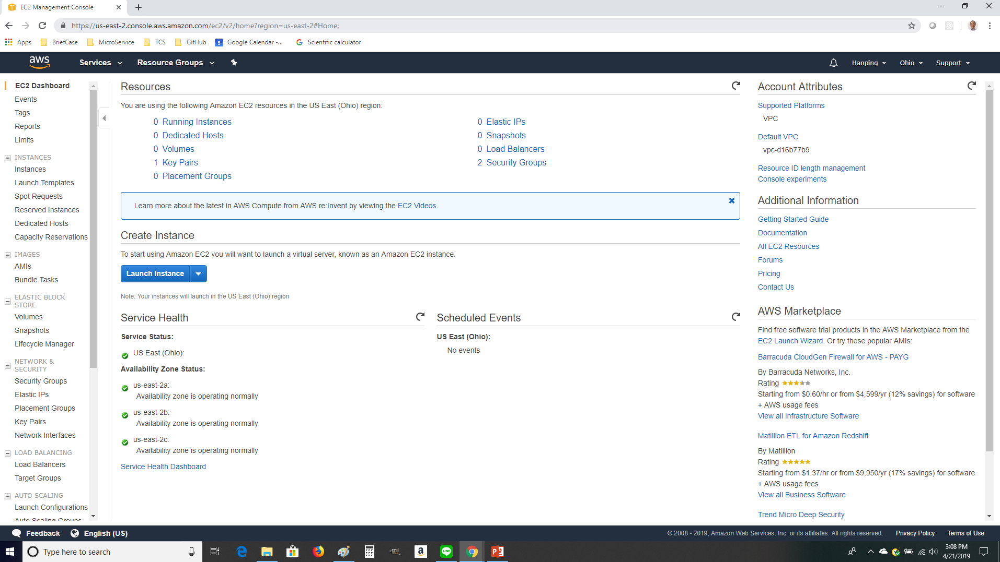 EC2 Management Console
https://us-east-2.console.aws.amazon.com/ec2/v2/home?region=us-east-2#Home:
Apps
BriefCase
MicroService
TCS
GitHub
5
Google Calendar -...
G
Scientific calculator
aws
Services
Resource Groups
Hanping
Ohio
Support
EC2 Dashboard
Events
Tags
Reports
Limits
INSTANCES
Instances
Launch Templates
Spot Requests
Reserved Instances
Dedicated Hosts
Capacity Reservations
IMAGES
AMIs
Bundle Tasks
ELASTIC BLOCK
STORE
Volumes
Snapshots
Lifecycle Manager
NETWORK &
SECURITY
Security Groups
Elastic IPs
Placement Groups
Key Pairs
Network Interfaces
LOAD BALANCING
Load Balancers
Target Groups
AUTO SCALING
Launch Configurations
Auto Scaling Groups
Resources
You are using the following Amazon EC2 resources in the US East (Ohio) region:
0 Running Instances
0 Dedicated Hosts
0 Volumes
1 Key Pairs
0 Placement Groups
0 Elastic IPs
0 Snapshots
0 Load Balancers
2 Security Groups
Learn more about the latest in AWS Compute from AWS re:Invent by viewing the EC2 Videos.
Create Instance
To start using Amazon EC2 you will want to launch a virtual server, known as an Amazon EC2 instance.
Launch Instance
Note: Your instances will launch in the US East (Ohio) region
Service Health
Service Status:
US East (Ohio):
Availability Zone Status:
us-east-2a:
Availability zone is operating normally
us-east-2b:
Availability zone is operating normally
us-east-2c:
Availability zone is operating normally
Service Health Dashboard
Scheduled Events
US East (Ohio):
No events
Account Attributes
Supported Platforms
VPC
Default VPC
vpc-d16b77b9
Resource ID length management
Console experiments
Additional Information
Getting Started Guide
Documentation
All EC2 Resources
Forums
Pricing
Contact Us
AWS Marketplace
Find free software trial products in the AWS Marketplace from the
EC2 Launch Wizard. Or try these popular AMIs:
Barracuda CloudGen Firewall for AWS - PAYG
By Barracuda Networks, Inc.
Rating
Starting from $0.60/hr or from $4,599/yr (12% savings) for software
+ AWS usage fees
View all Infrastructure Software
Matillion ETL for Amazon Redshift
By Matillion
Rating
Starting from $1.37/hr or from $9,950/yr (17% savings) for software
+ AWS usage fees
View all Business Software
Trend Micro Deep Security
Feedback
English (US)
© 2008 - 2019, Amazon Web Services, Inc. or its affiliates. All rights reserved.
Privacy Policy
Terms of Use
Type here to search
a
LINE
3:08 PM
4/21/2019